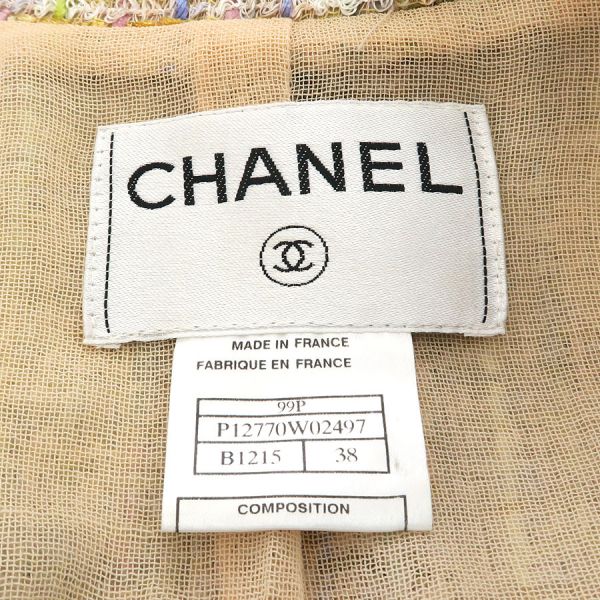 CHANEL
MADE IN FRANCE
FABRIQUE EN FRANCE
99P
P12770W02497
B1215 38
COMPOSITION